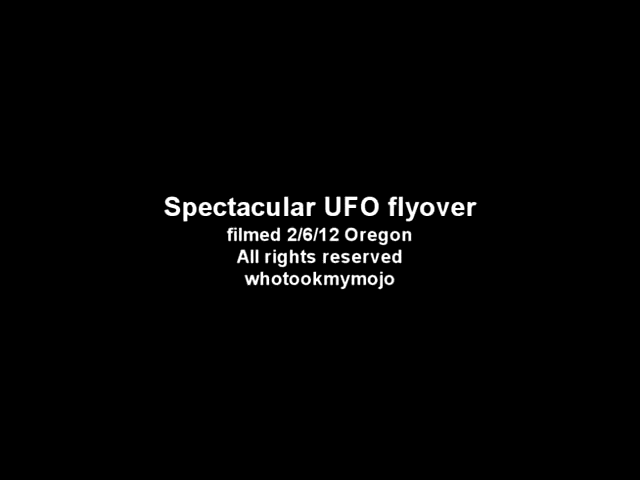 Spectacular UFO flyover
filmed 2/6/12 Oregon
All rights reserved
whotookmymojo